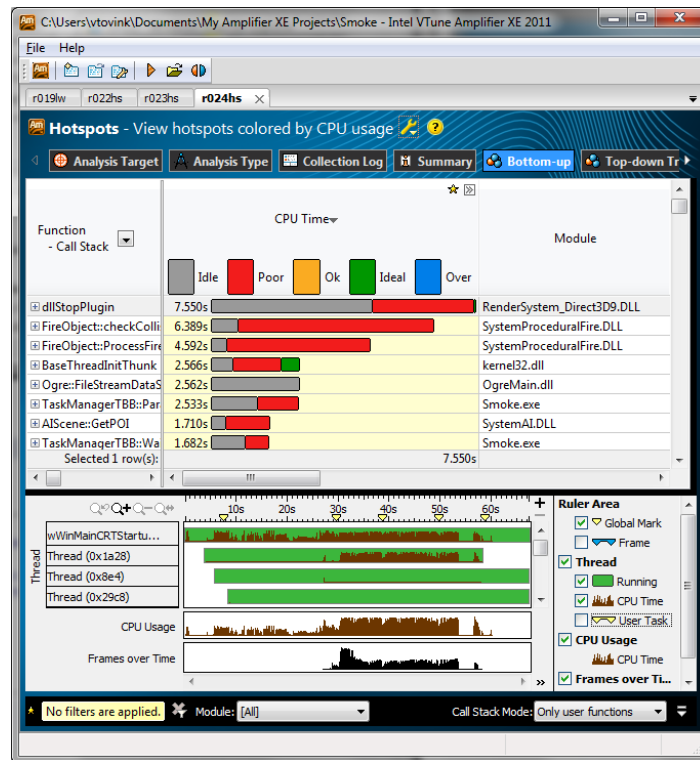 C:\Users\vtovink\Documents\My Amplifier XE Projects\Smoke - Intel VTune Amplifier XE 2011
File Help
r019lw r022hs r023hs r024hs
Am Hotspots - View hotspots colored by CPU usage ?
Analysis Target Analysis Type Collection Log Summary Bottom-up Top-down Tr
Function - Call Stack CPU Time Module
Idle Poor Ok Ideal Over
dllStopPlugin 7.550s RenderSystem_Direct3D9.DLL
FireObject::checkColli 6.389s SystemProceduralFire.DLL
FireObject::ProcessFire 4.592s SystemProceduralFire.DLL
BaseThreadInitThunk 2.566s kernel32.dll
Ogre::FileStreamDataS 2.562s OgreMain.dll
TaskManagerTBB::Par 2.533s Smoke.exe
AIScene::GetPOI 1.710s SystemAI.DLL
TaskManagerTBB::Wa 1.682s Smoke.exe
Selected 1 row(s): 7.550s
10s 20s 30s 40s 50s 60s
Thread
wWinMainCRTStartu...
Thread (0x1a28)
Thread (0x8e4)
Thread (0x29c8)
CPU Usage
Frames over Time
Ruler Area
Global Mark
Frame
Thread
Running
CPU Time
User Task
CPU Usage
CPU Time
Frames over Ti...
No filters are applied. Module: [All] Call Stack Mode: Only user functions